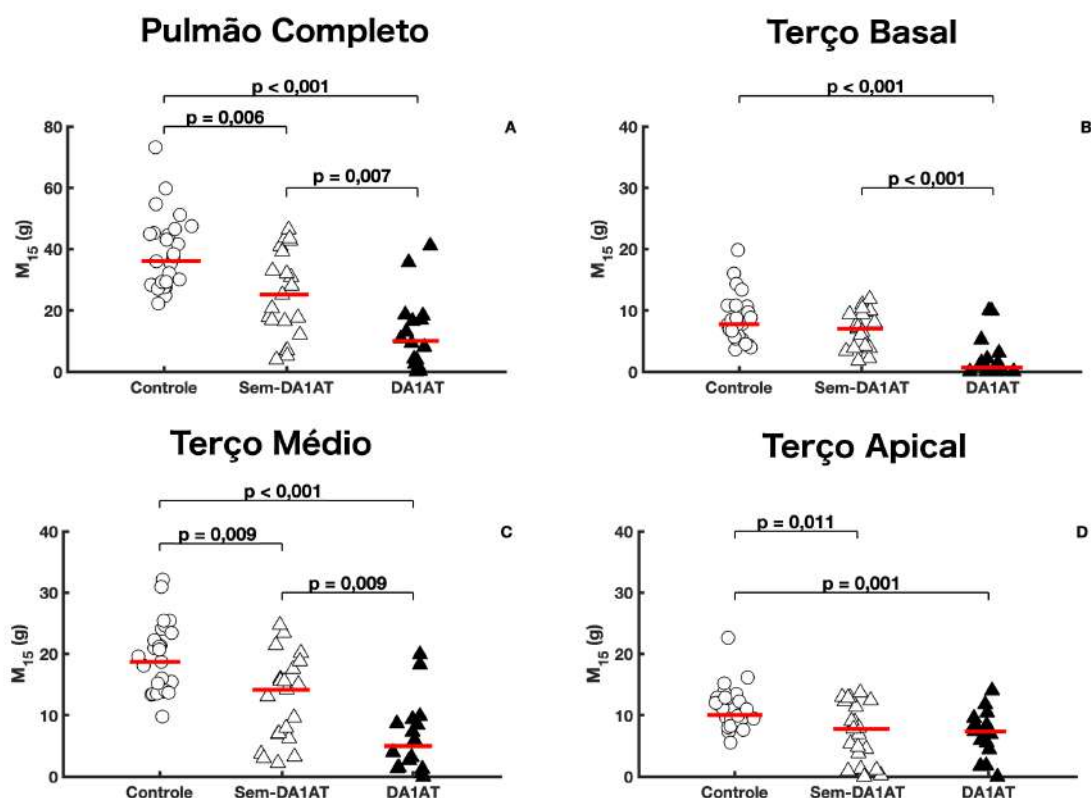 Pulmão Completo
p < 0,001
p = 0,006
A
p = 0,007
80
60
40
20
0
M15 (g)
Controle
Sem-DA1AT
DA1AT
Terço Basal
p < 0,001
B
p < 0,001
40
30
20
10
0
M15 (g)
Controle
Sem-DA1AT
DA1AT
Terço Médio
p < 0,001
p = 0,009
C
p = 0,009
40
30
20
10
0
M15 (g)
Controle
Sem-DA1AT
DA1AT
Terço Apical
p = 0,011
D
p = 0,001
40
30
20
10
0
M15 (g)
Controle
Sem-DA1AT
DA1AT